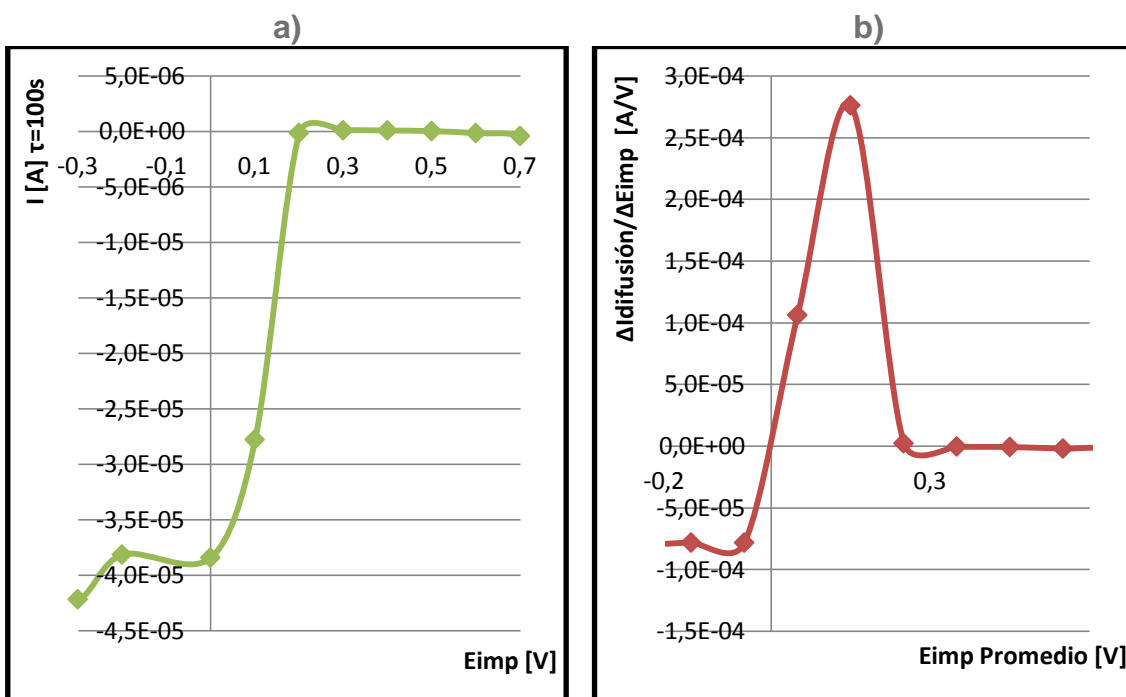 a)
I [A] τ=100s
5,0E-06
0,0E+00
-0,3 -0,1 0,1 0,3 0,5 0,7
-5,0E-06
-1,0E-05
-1,5E-05
-2,0E-05
-2,5E-05
-3,0E-05
-3,5E-05
-4,0E-05
-4,5E-05
Eimp [V]
b)
ΔIdifusión/ΔEimp [A/V]
3,0E-04
2,5E-04
2,0E-04
1,5E-04
1,0E-04
5,0E-05
0,0E+00
-0,2 0,3
-5,0E-05
-1,0E-04
-1,5E-04
Eimp Promedio [V]